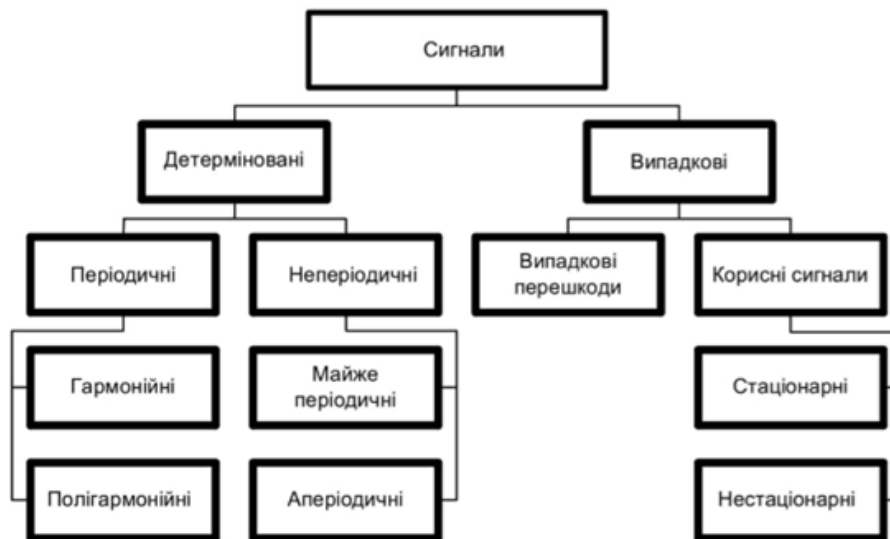 Сигнали
Детерміновані
Випадкові
Періодичні
Неперіодичні
Випадкові
перешкоди
Корисні сигнали
Гармонійні
Майже
періодичні
Стаціонарні
Полігармонійні
Аперіодичні
Нестаціонарні